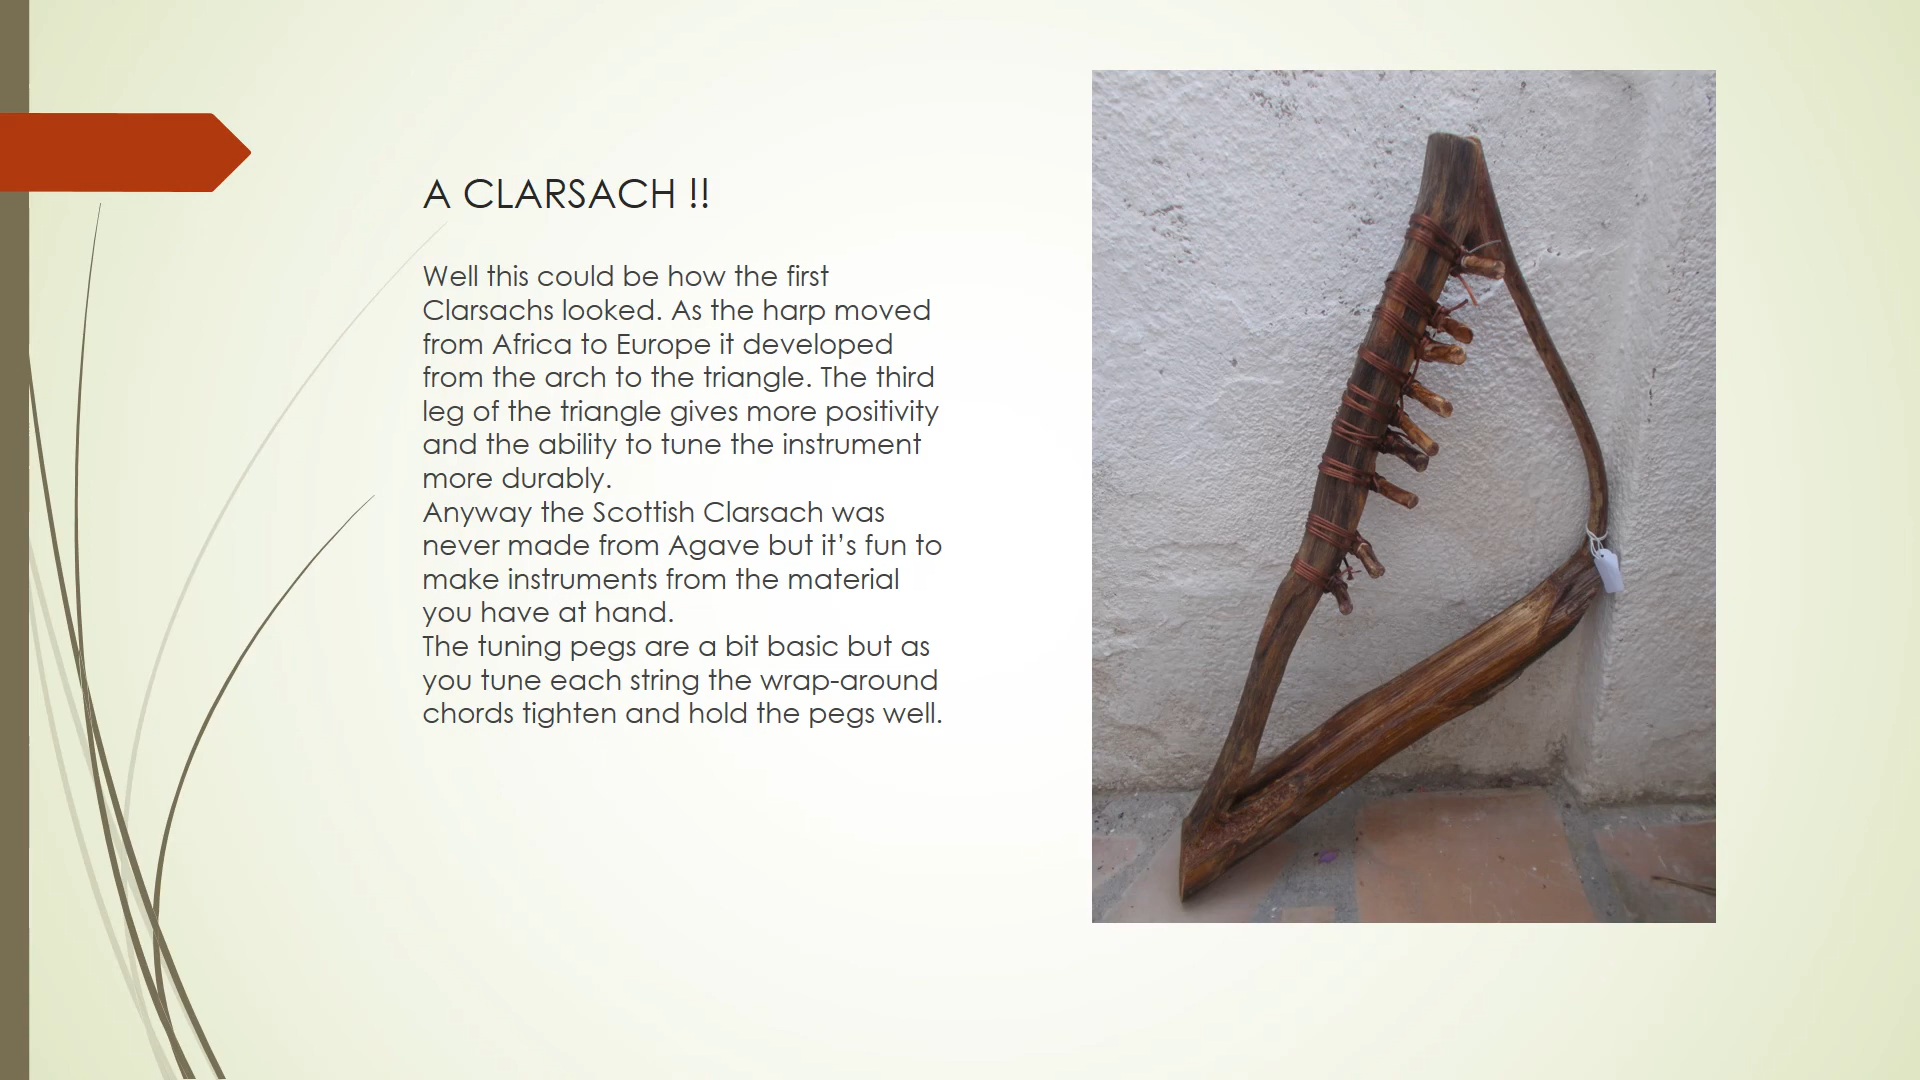 A CLARSACH !!
Well this could be how the first
Clarsachs looked. As the harp moved
from Africa to Europe it developed
from the arch to the triangle. The third
leg of the triangle gives more positivity
and the ability to tune the instrument
more durably.
Anyway the Scottish Clarsach was
never made from Agave but it’s fun to
make instruments from the material
you have at hand.
The tuning pegs are a bit basic but as
you tune each string the wrap-around
chords tighten and hold the pegs well.